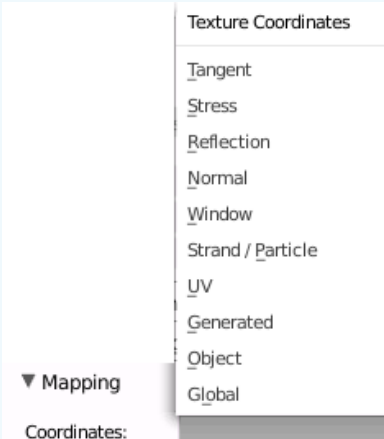 Texture Coordinates
Tangent
Stress
Reflection
Normal
Window
Strand / Particle
UV
Generated
Object
Global
▼ Mapping
Coordinates: